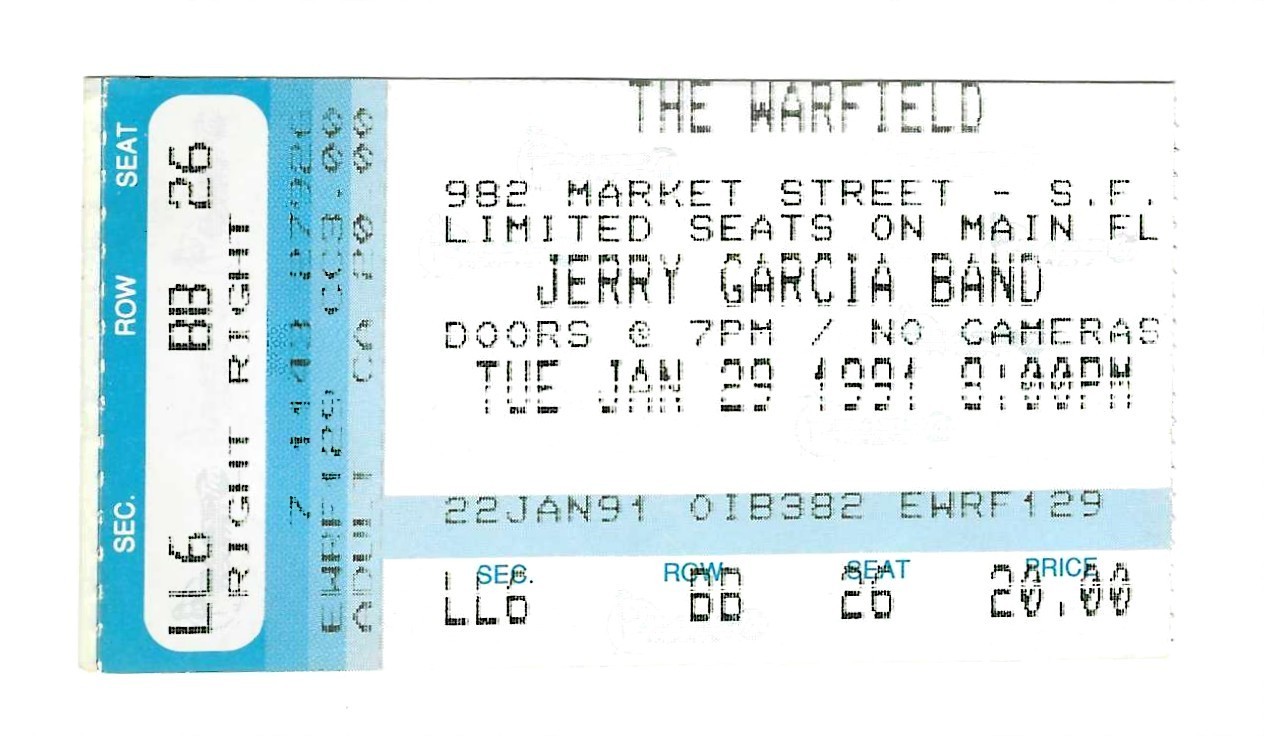 THE WARFIELD
982 MARKET STREET - S.F.
LIMITED SEATS ON MAIN FL
JERRY GARCIA BAND
DOORS @ 7PM / NO CAMERAS
TUE JAN 29 1991 8:00PM
22JAN91 0IB382 EWRF129
SEC. ROW SEAT PRICE
LL6 BB 26 20.00
SEC. ROW SEAT
LL6 BB 26
RIGHT RIGHT
ADULT